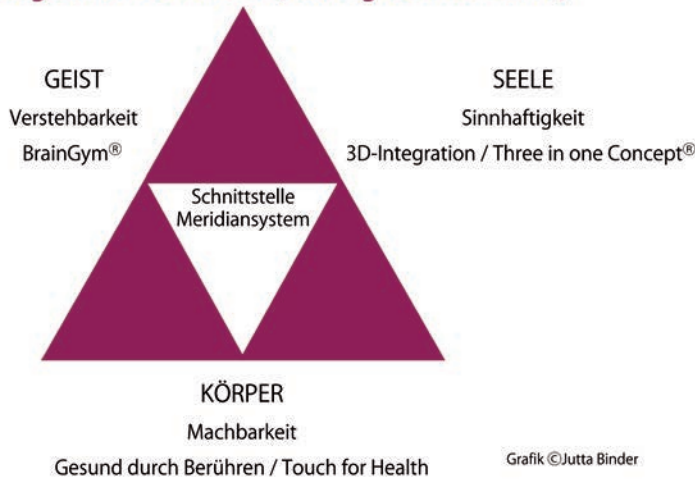 GEIST
Verstehbarkeit
BrainGym®
SEELE
Sinnhaftigkeit
3D-Integration / Three in one Concept®
Schnittstelle
Meridiansystem
KÖRPER
Machbarkeit
Gesund durch Berühren / Touch for Health
Grafik ©Jutta Binder